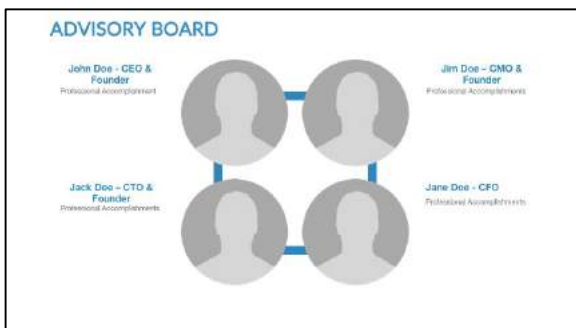 ADVISORY BOARD
John Doe - CEO &
Founder
Professional Accomplishment
Jim Doe – CMO &
Founder
Professional Accomplishments
Jack Doe – CTO &
Founder
Professional Accomplishments
Jane Doe - CFO
Professional Accomplishments